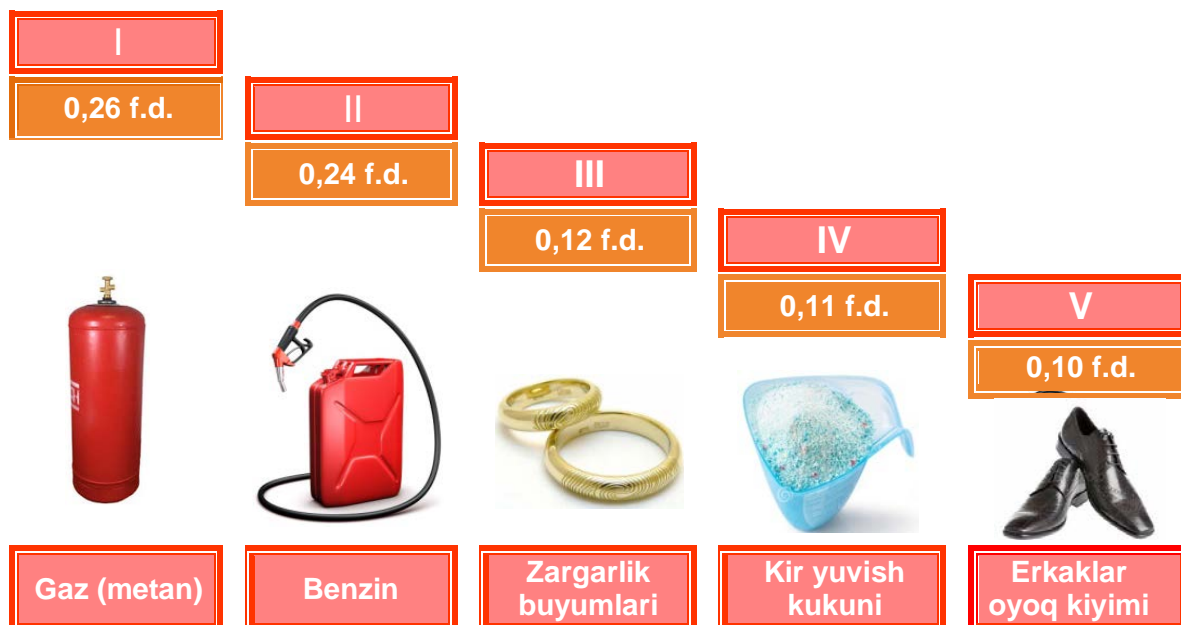 I
0,26 f.d.
II
0,24 f.d.
III
0,12 f.d.
IV
0,11 f.d.
V
0,10 f.d.
Gaz (metan)
Benzin
Zargarlik
buyumlari
Kir yuvish
kukuni
Erkaklar
oyoq kiyimi